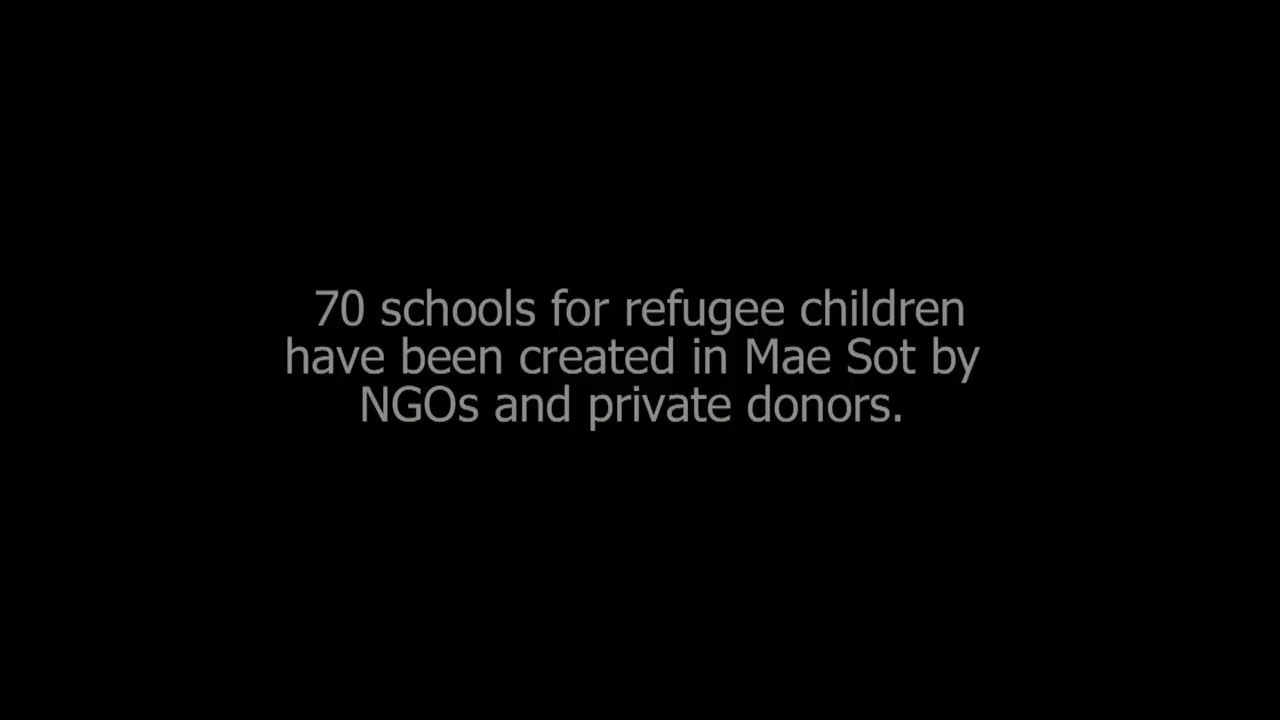 70 schools for refugee children
have been created in Mae Sot by
NGOs and private donors.